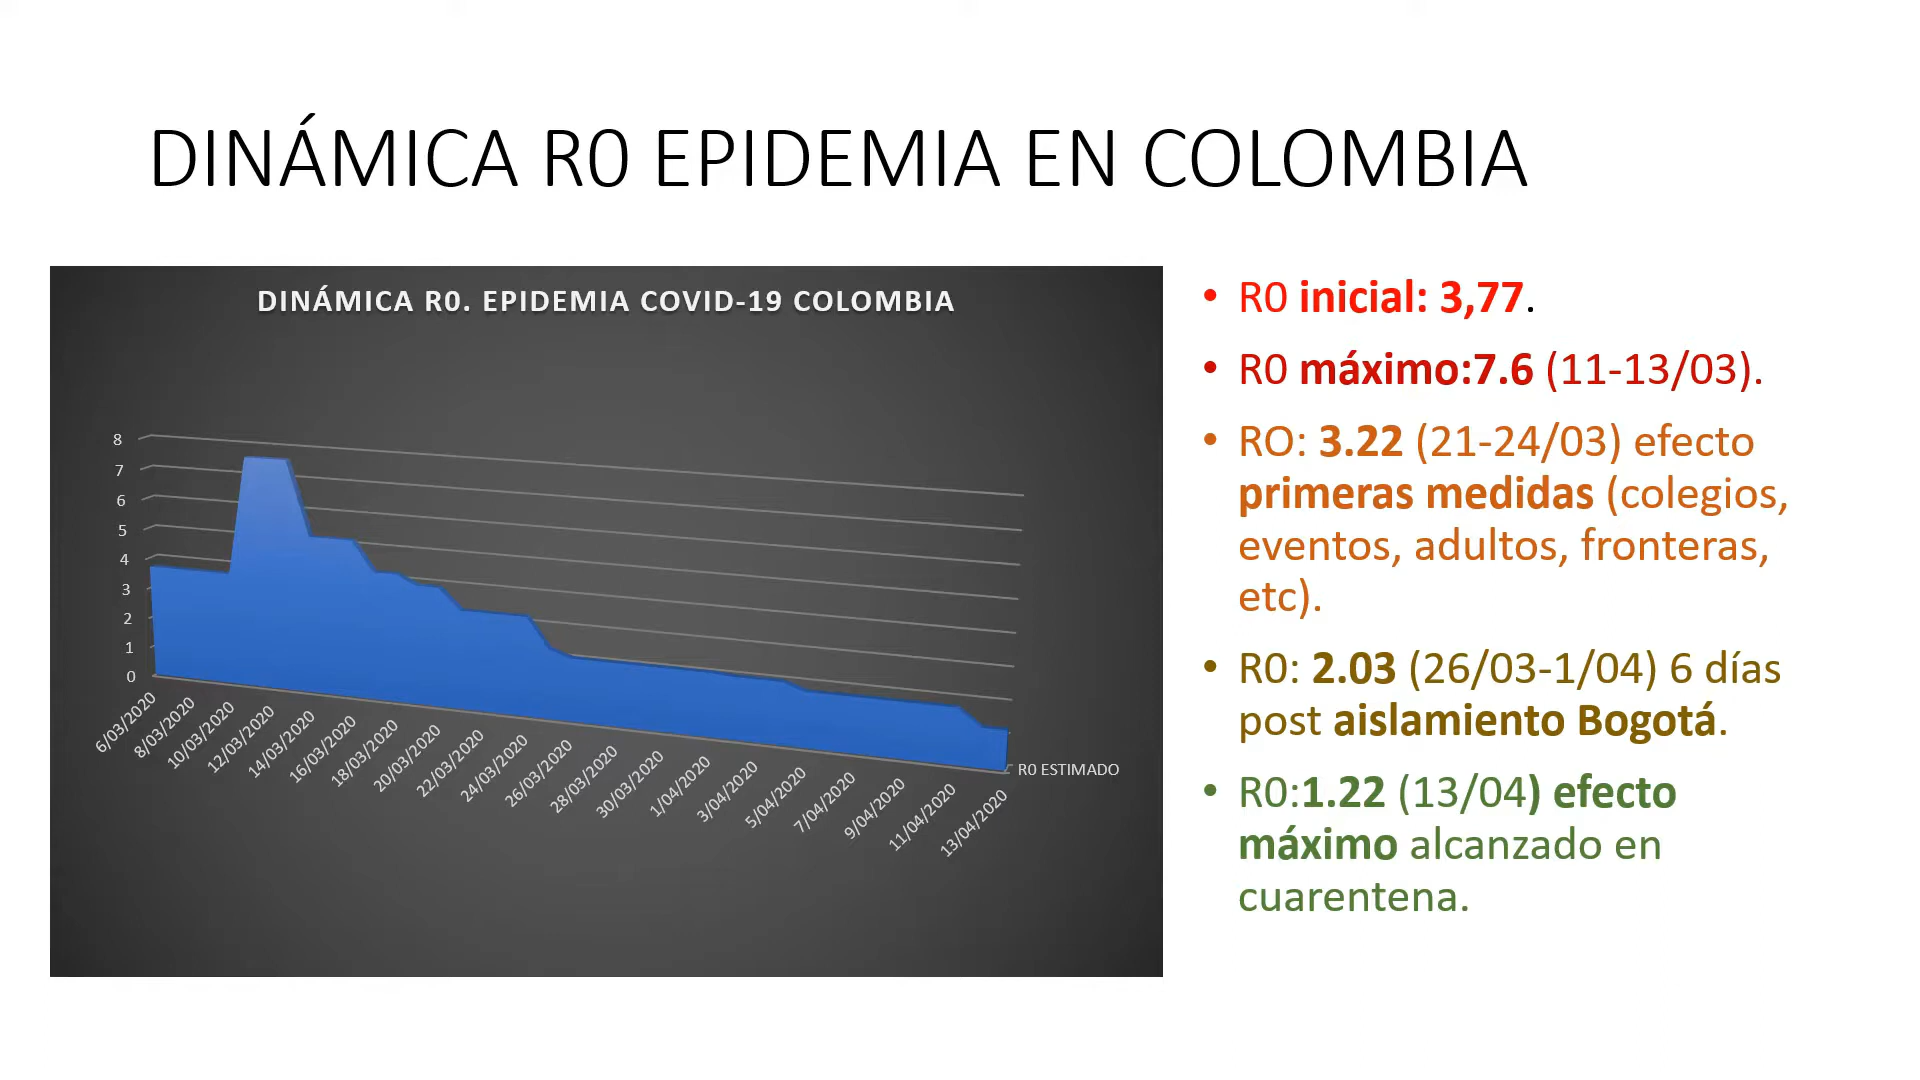 DINÁMICA R0 EPIDEMIA EN COLOMBIA
DINÁMICA R0. EPIDEMIA COVID-19 COLOMBIA
8
7
6
5
4
3
2
1
0
6/03/2020
8/03/2020
10/03/2020
12/03/2020
14/03/2020
16/03/2020
18/03/2020
20/03/2020
22/03/2020
24/03/2020
26/03/2020
28/03/2020
30/03/2020
1/04/2020
3/04/2020
5/04/2020
7/04/2020
9/04/2020
11/04/2020
13/04/2020
R0 ESTIMADO
• R0 inicial: 3,77.
• R0 máximo:7.6 (11-13/03).
• RO: 3.22 (21-24/03) efecto
primeras medidas (colegios,
eventos, adultos, fronteras,
etc).
• R0: 2.03 (26/03-1/04) 6 días
post aislamiento Bogotá.
• R0:1.22 (13/04) efecto
máximo alcanzado en
cuarentena.